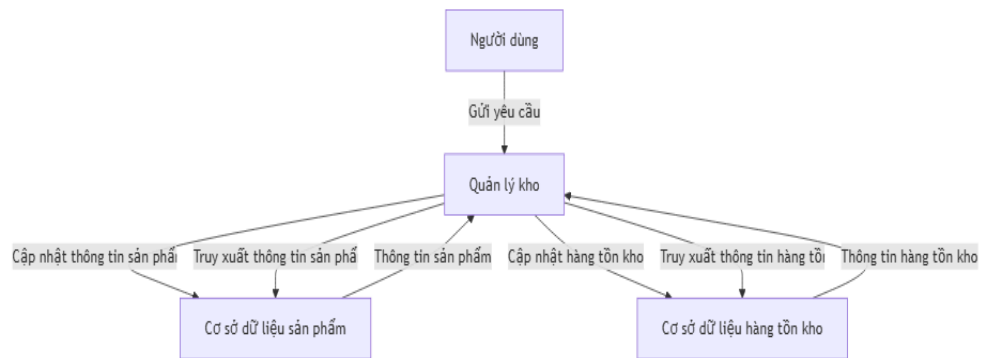 Người dùng
Gửi yêu cầu
Quản lý kho
Cập nhật thông tin sản phẩ
Truy xuất thông tin sản phẩ
Thông tin sản phẩm
Cập nhật hàng tồn kho
Truy xuất thông tin hàng tồ
Thông tin hàng tồn kho
Cơ sở dữ liệu sản phẩm
Cơ sở dữ liệu hàng tồn kho